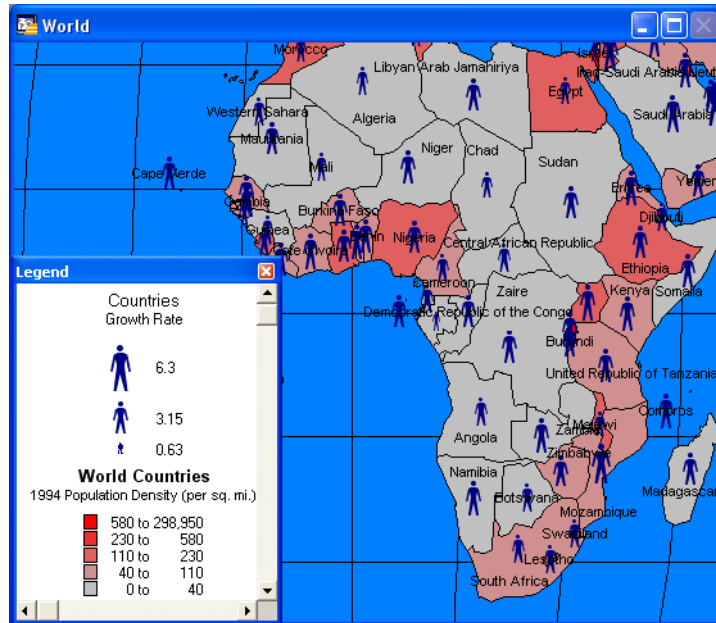 World
Morocco
Israel
Libyan Arab Jamahiriya
Iraq-Saudi Arabia Neut
Egypt
Western Sahara
Algeria
Saudi Arabia
Mauritania
Niger
Chad
Cape Verde
Mali
Sudan
Yemen
Gambia
Burkina Faso
Eritrea
Djibouti
Guinea
Cote d'Ivoire
Benin
Nigeria
Central African Republic
Ethiopia
Cameroon
Zaire
Kenya
Somalia
Democratic Republic of the Congo
Burundi
United Republic of Tanzania
Comoros
Angola
Zambia
Malawi
Zimbabwe
Namibia
Madagascar
Botswana
Mozambique
Swaziland
Lesotho
South Africa
Legend
Countries
Growth Rate
6.3
3.15
0.63
World Countries
1994 Population Density (per sq. mi.)
580 to 298,950
230 to 580
110 to 230
40 to 110
0 to 40